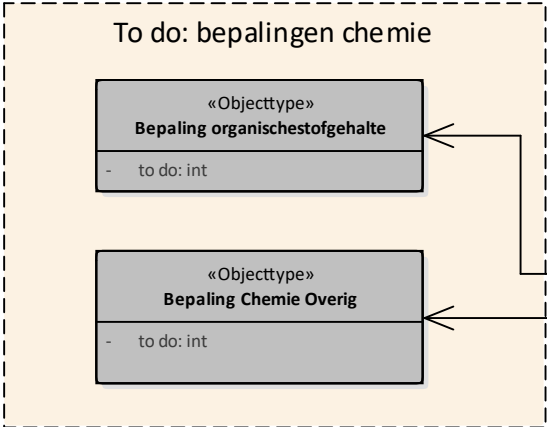 To do: bepalingen chemie
«Objecttype»
Bepaling organischestofgehalte
- to do: int
«Objecttype»
Bepaling Chemie Overig
- to do: int